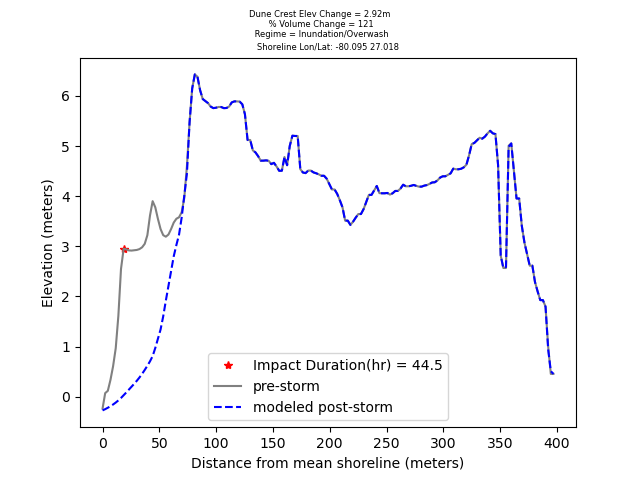 Dune Crest Elev Change = 2.92m
% Volume Change = 121
Regime = Inundation/Overwash
Shoreline Lon/Lat: -80.095 27.018
6
5
4
3
2
1
0
Elevation (meters)
Impact Duration(hr) = 44.5
pre-storm
modeled post-storm
0 50 100 150 200 250 300 350 400
Distance from mean shoreline (meters)